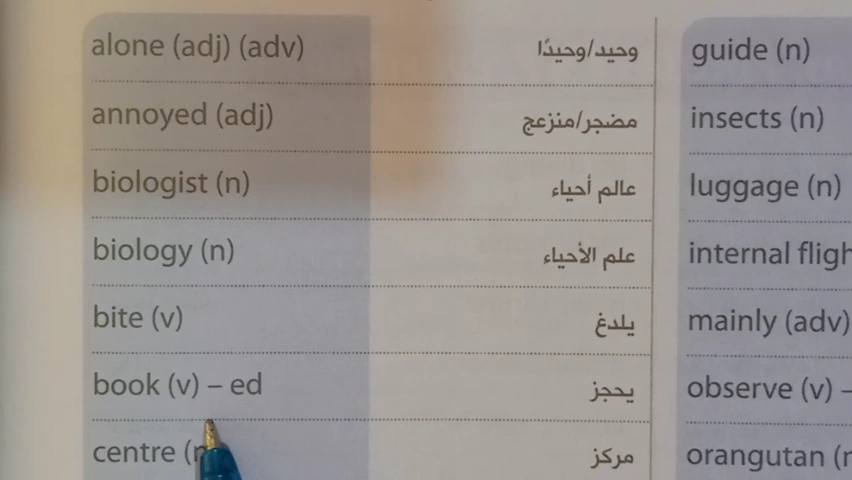 alone (adj) (adv) وحيد/وحيدًا
annoyed (adj) مضجر/منزعج
biologist (n) عالم أحياء
biology (n) علم الأحياء
bite (v) يلدغ
book (v) – ed يحجز
centre مركز
guide (n)
insects (n)
luggage (n)
internal
mainly (adv)
observe (v) –
orangutan